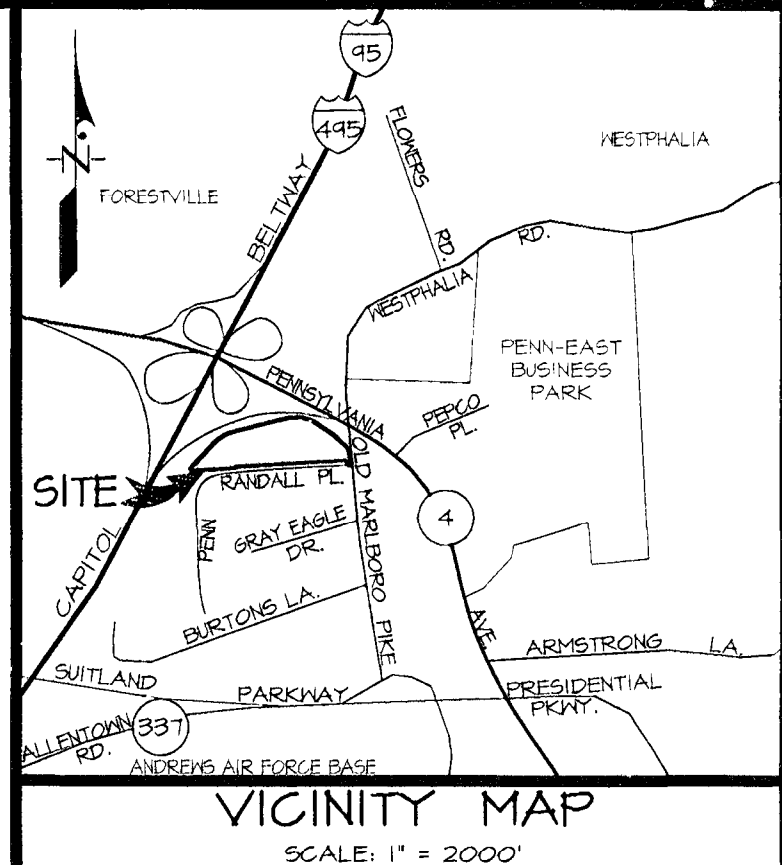 95
495
N
FORESTVILLE
WESTPHALIA
FLOWERS RD.
CAPITOL BELTWAY
WESTPHALIA RD.
PENN-EAST
BUSINESS
PARK
PENNSYLVANIA AVE.
PEPCO
PL.
SITE
RANDALL PL.
OLD MARLBORO PIKE
4
PENN
GRAY EAGLE
DR.
BURTONS LA.
ARMSTRONG LA.
SUITLAND PARKWAY
PRESIDENTIAL
PKWY.
ALLENTOWN
RD.
337
ANDREWS AIR FORCE BASE
VICINITY MAP
SCALE: 1" = 2000'